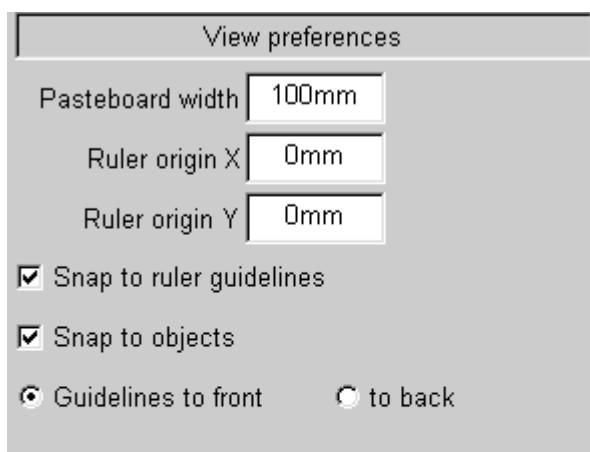 View preferences
Pasteboard width 100mm
Ruler origin X 0mm
Ruler origin Y 0mm
Snap to ruler guidelines
Snap to objects
Guidelines to front to back